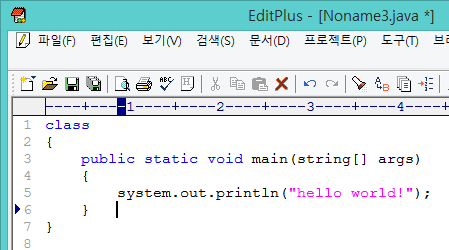 EditPlus - [Noname3.java *]
파일(F) 편집(E) 보기(V) 검색(S) 문서(D) 프로젝트(P) 도구(T) 브
----+----1----+----2----+----3----+----4----
1 class
2 {
3 public static void main(string[] args)
4 {
5 system.out.println("hello world!");
6 }
7 }
8